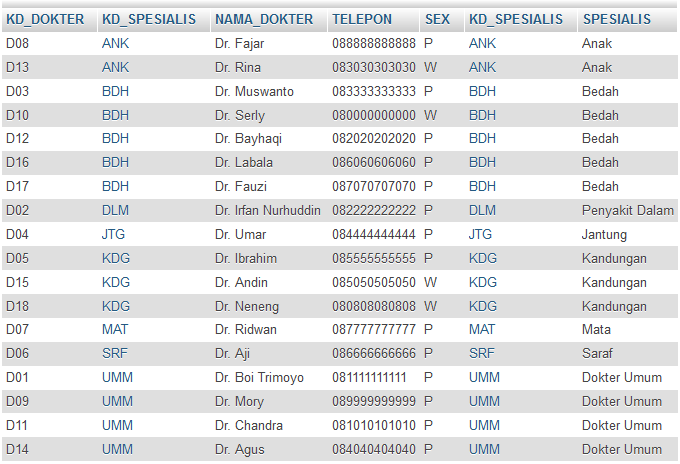 KD_DOKTER KD_SPESIALIS NAMA_DOKTER TELEPON SEX KD_SPESIALIS SPESIALIS
D08 ANK Dr. Fajar 088888888888 P ANK Anak
D13 ANK Dr. Rina 083030303030 W ANK Anak
D03 BDH Dr. Muswanto 083333333333 P BDH Bedah
D10 BDH Dr. Serly 080000000000 W BDH Bedah
D12 BDH Dr. Bayhaqi 082020202020 P BDH Bedah
D16 BDH Dr. Labala 086060606060 P BDH Bedah
D17 BDH Dr. Fauzi 087070707070 P BDH Bedah
D02 DLM Dr. Irfan Nurhuddin 082222222222 P DLM Penyakit Dalam
D04 JTG Dr. Umar 084444444444 P JTG Jantung
D05 KDG Dr. Ibrahim 085555555555 P KDG Kandungan
D15 KDG Dr. Andin 085050505050 W KDG Kandungan
D18 KDG Dr. Neneng 080808080808 W KDG Kandungan
D07 MAT Dr. Ridwan 087777777777 P MAT Mata
D06 SRF Dr. Aji 086666666666 P SRF Saraf
D01 UMM Dr. Boi Trimoyo 081111111111 P UMM Dokter Umum
D09 UMM Dr. Mory 089999999999 P UMM Dokter Umum
D11 UMM Dr. Chandra 081010101010 P UMM Dokter Umum
D14 UMM Dr. Agus 084040404040 P UMM Dokter Umum